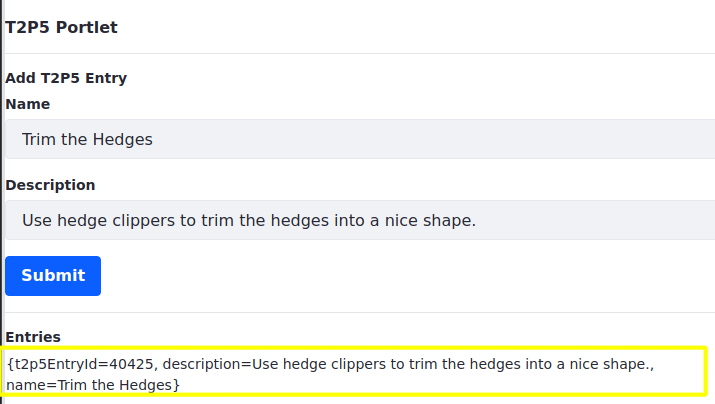 T2P5 Portlet
Add T2P5 Entry
Name
Trim the Hedges
Description
Use hedge clippers to trim the hedges into a nice shape.
Submit
Entries
{t2p5EntryId=40425, description=Use hedge clippers to trim the hedges into a nice shape.,
name=Trim the Hedges}